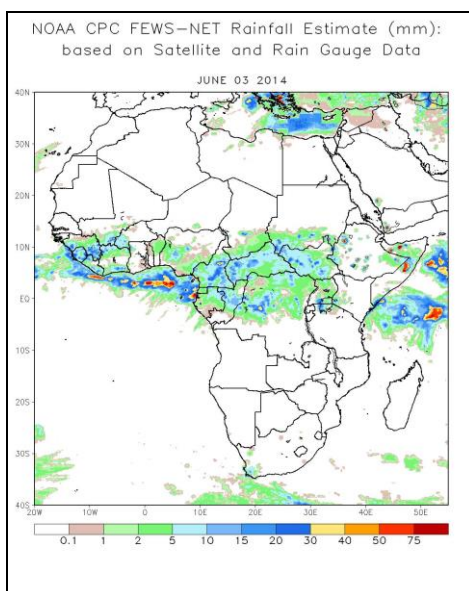 NOAA CPC FEWS-NET Rainfall Estimate (mm):
based on Satellite and Rain Gauge Data
JUNE 03 2014
40N
30N
20N
10N
EQ
10S
20S
30S
40S
20W 10W 0 10E 20E 30E 40E 50E
0.1 1 2 5 10 15 20 30 40 50 75